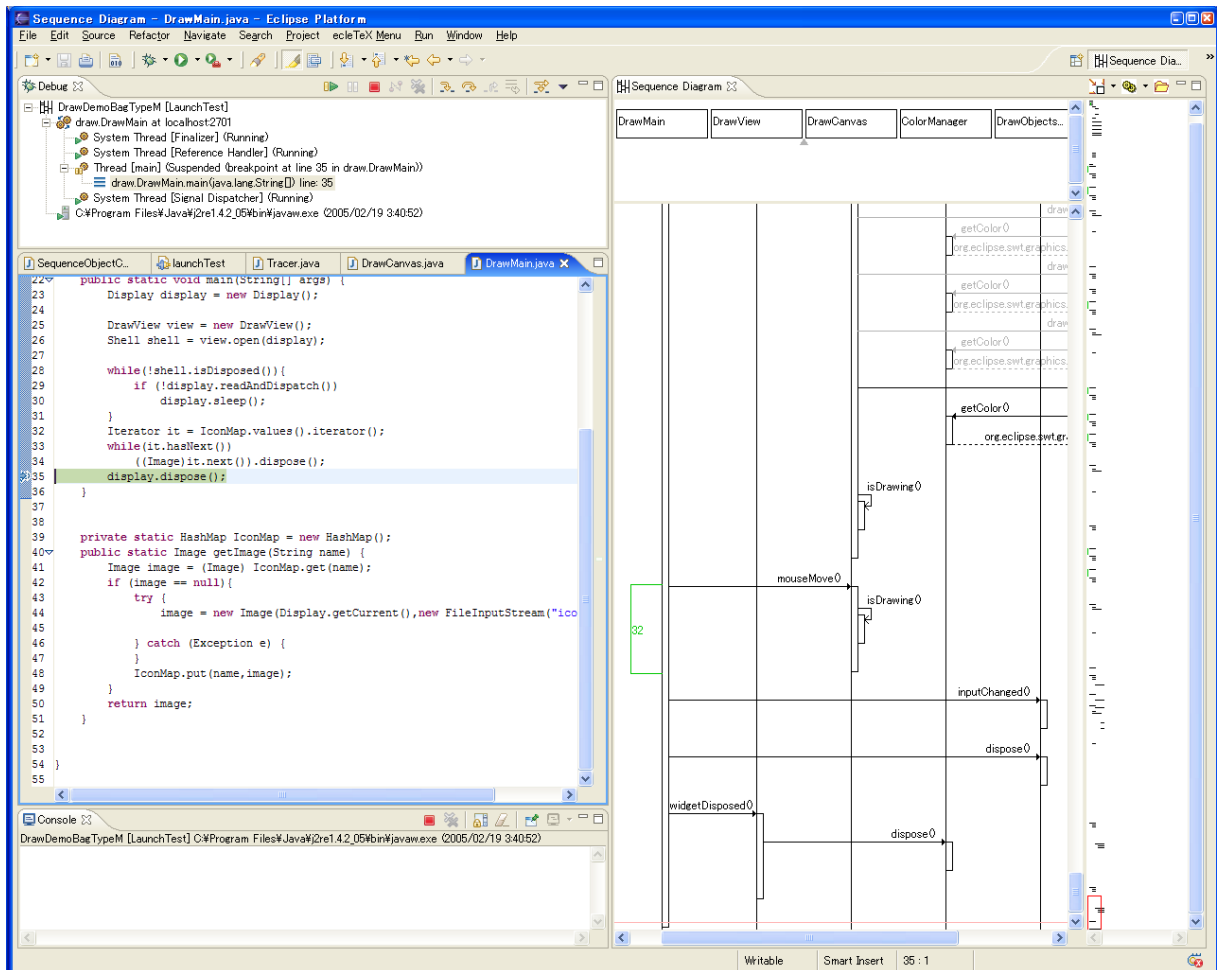 Sequence Diagram - DrawMain.java - Eclipse Platform
File Edit Source Refactor Navigate Search Project ecleTeX Menu Run Window Help
Sequence Dia...
»
Debug
DrawDemoBagTypeM [LaunchTest]
draw.DrawMain at localhost:2701
System Thread [Finalizer] (Running)
System Thread [Reference Handler] (Running)
Thread [main] (Suspended (breakpoint at line 35 in draw.DrawMain))
draw.DrawMain.main(java.lang.String[]) line: 35
System Thread [Signal Dispatcher] (Running)
C:¥Program Files¥Java¥j2re1.4.2_05¥bin¥javaw.exe (2005/02/19 3:40:52)
SequenceObjectC... launchTest Tracer.java DrawCanvas.java DrawMain.java
22 public static void main(String[] args) {
23 Display display = new Display();
24
25 DrawView view = new DrawView();
26 Shell shell = view.open(display);
27
28 while(!shell.isDisposed()){
29 if (!display.readAndDispatch())
30 display.sleep();
31 }
32 Iterator it = IconMap.values().iterator();
33 while(it.hasNext())
34 ((Image)it.next()).dispose();
35 display.dispose();
36 }
37
38
39 private static HashMap IconMap = new HashMap();
40 public static Image getImage(String name) {
41 Image image = (Image) IconMap.get(name);
42 if (image == null){
43 try {
44 image = new Image(Display.getCurrent(),new FileInputStream("ico
45
46 } catch (Exception e) {
47 }
48 IconMap.put(name,image);
49 }
50 return image;
51 }
52
53
54 }
55
Console
DrawDemoBagTypeM [LaunchTest] C:¥Program Files¥Java¥j2re1.4.2_05¥bin¥javaw.exe (2005/02/19 3:40:52)
Sequence Diagram
DrawMain DrawView DrawCanvas ColorManager DrawObjects...
draw
getColor()
org.eclipse.swt.graphics.
draw
getColor()
org.eclipse.swt.graphics.
draw
getColor()
org.eclipse.swt.graphics.
getColor()
org.eclipse.swt.gr
isDrawing()
mouseMove()
isDrawing()
32
inputChanged()
dispose()
widgetDisposed()
dispose()
Writable Smart Insert 35 : 1